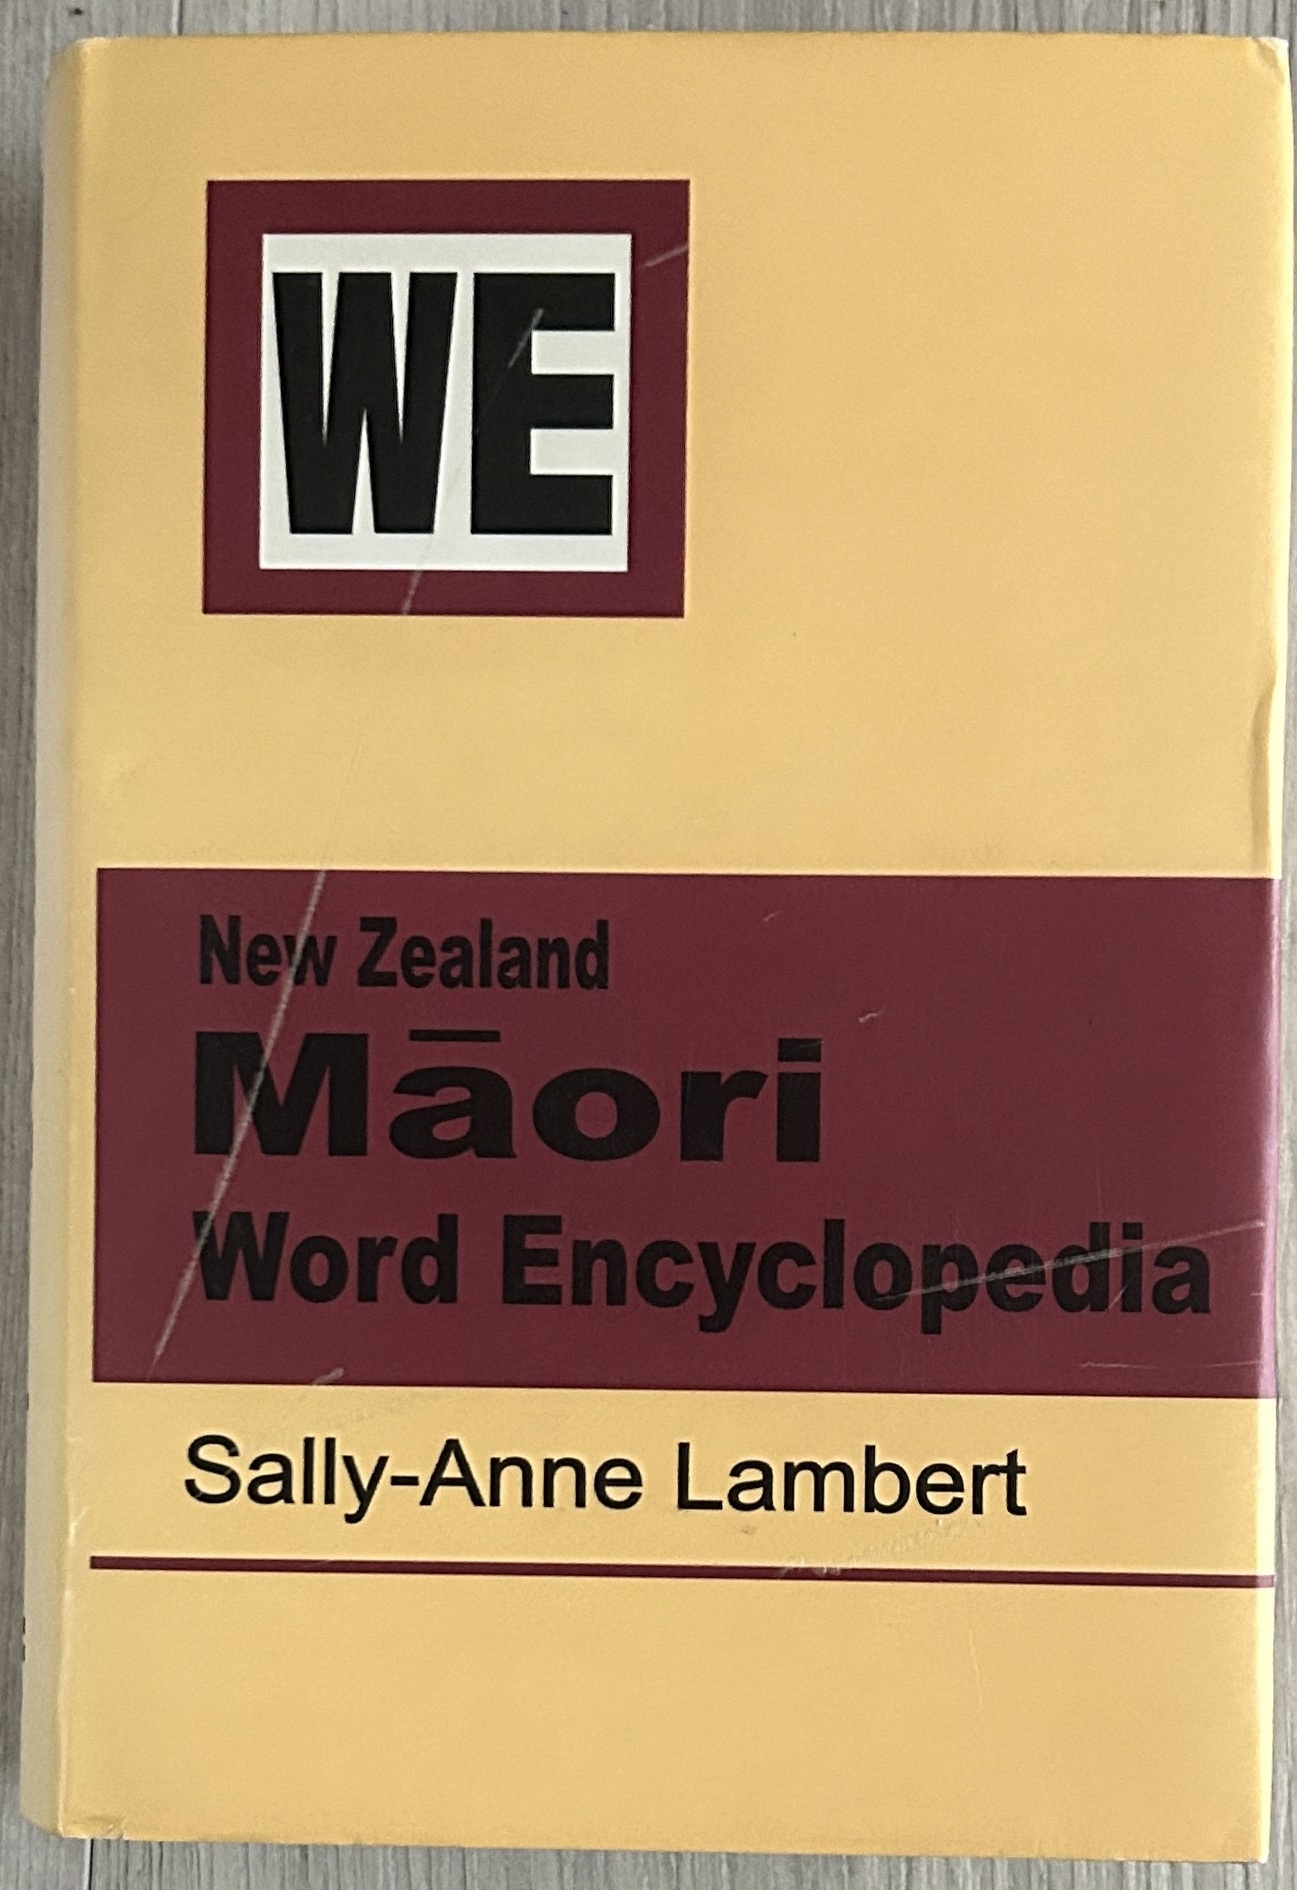 WE
New Zealand
Māori
Word Encyclopedia
Sally-Anne Lambert